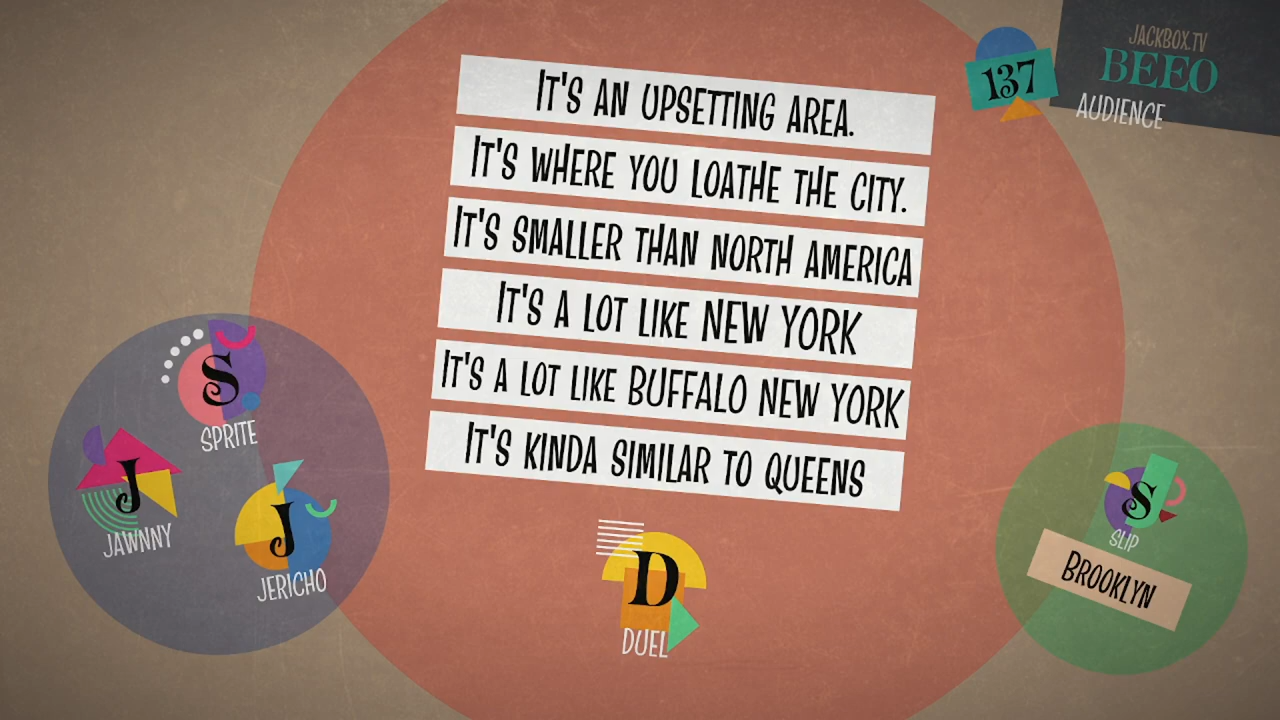 It's an upsetting area.
It's where you loathe the city.
It's smaller than North America
It's a lot like NEW YORK
It's a lot like BUFFALO NEW YORK
It's kinda similar to Queens
137
JACKBOX.TV
BEEO
AUDIENCE
S
SPRITE
J
JAWNNY
J
JERICHO
D
DUEL
S
SLIP
Brooklyn